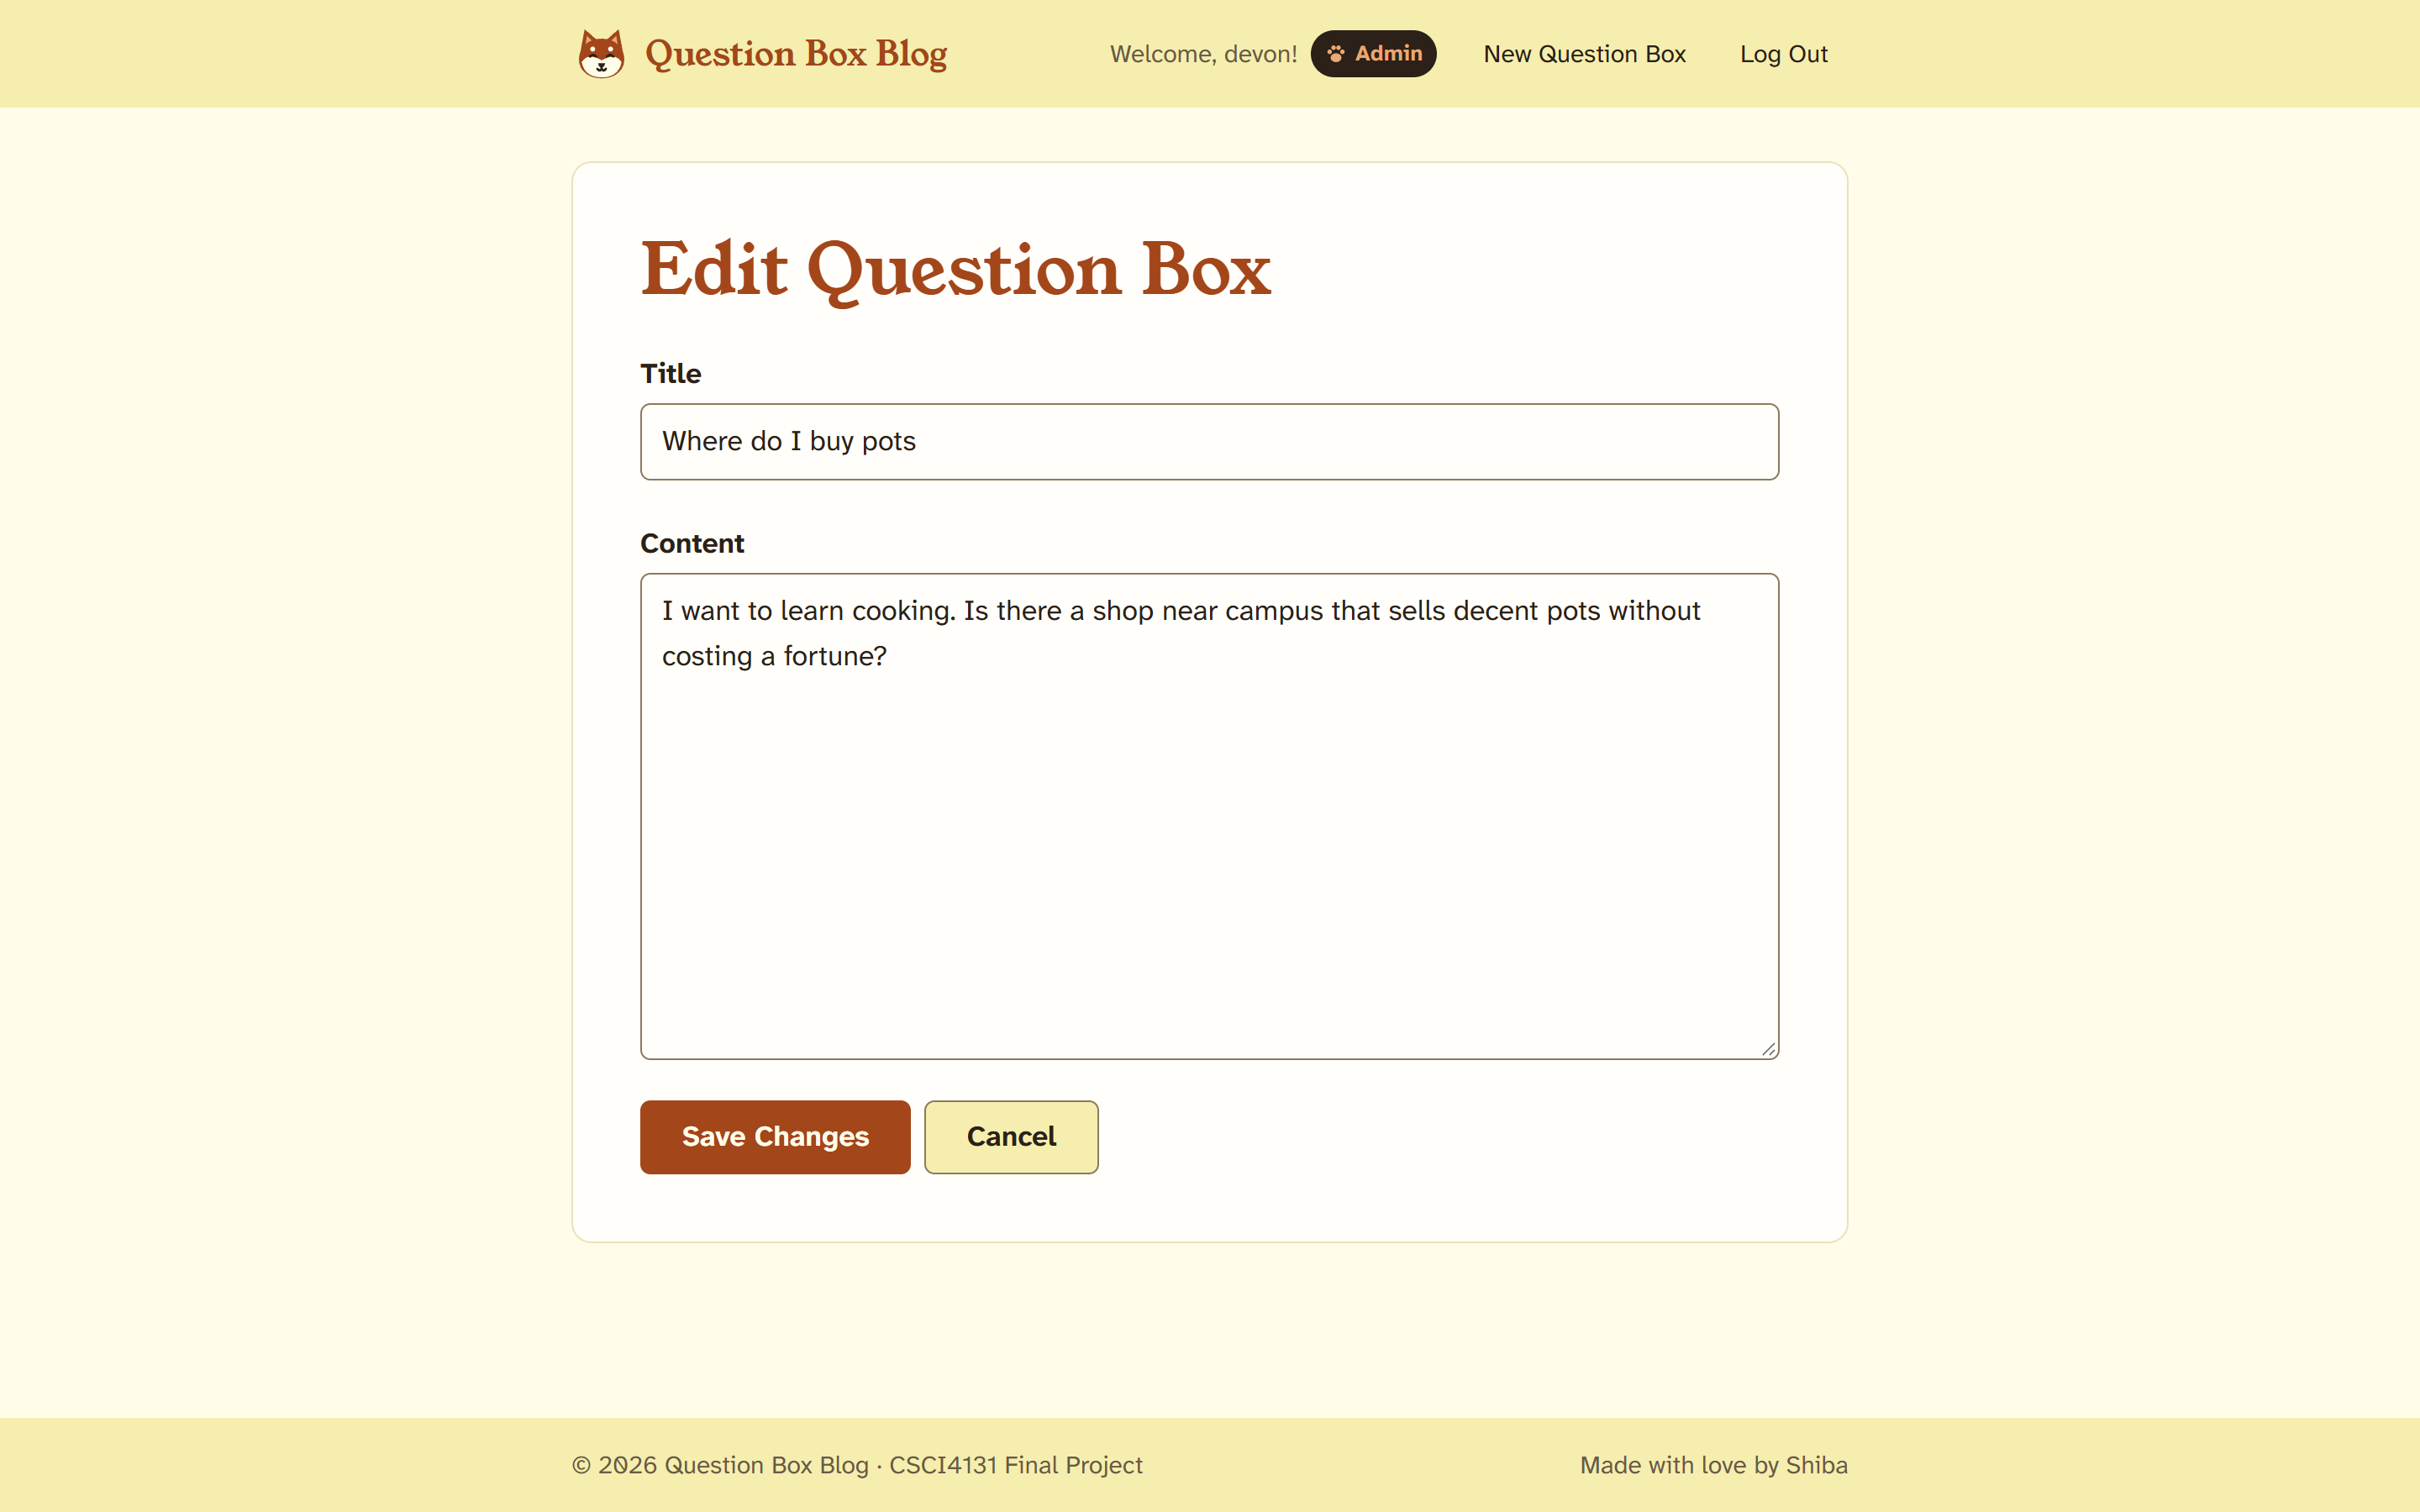 Question Box Blog
Welcome, devon!
Admin
New Question Box
Log Out
Edit Question Box
Title
Where do I buy pots
Content
I want to learn cooking. Is there a shop near campus that sells decent pots without
costing a fortune?
Save Changes
Cancel
© 2026 Question Box Blog · CSCI4131 Final Project
Made with love by Shiba